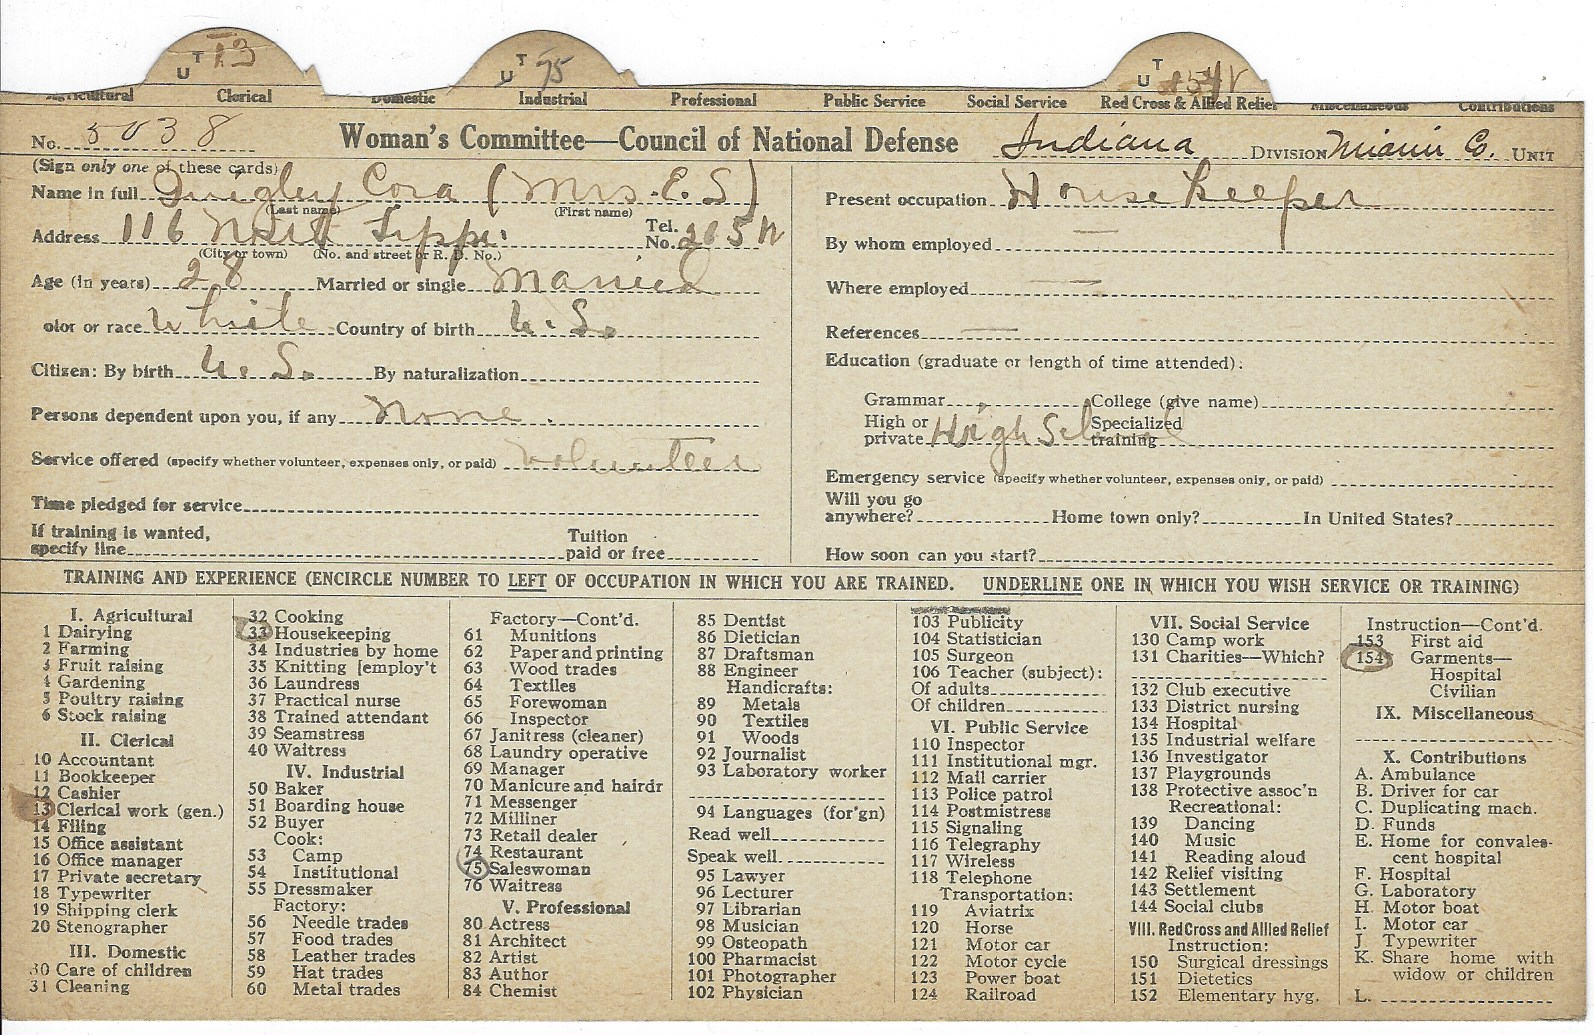 U T 13
U T 75
U T 154
Agricultural Clerical Domestic Industrial Professional Public Service Social Service Red Cross & Allied Relief Miscellaneous Contributions
No. 5038 Woman's Committee—Council of National Defense Indiana DIVISION Miami Co. UNIT
(Sign only one of these cards)
Name in full Quigley Cora (Mrs. E. S)
(Last name) (First name)
Address 116 West Tippi. Tel. No. 205
(City or town) (No. and street or R. D. No.)
Age (in years) 28 Married or single Married
olor or race White Country of birth U. S.
Citizen: By birth U. S. By naturalization
Persons dependent upon you, if any None.
Service offered (specify whether volunteer, expenses only, or paid) Volunteer
Time pledged for service
If training is wanted,
specify line
Tuition
paid or free
Present occupation House Keeper
By whom employed —
Where employed —
References —
Education (graduate or length of time attended):
Grammar College (give name)
High or
private High School
Specialized
training
Emergency service (specify whether volunteer, expenses only, or paid)
Will you go
anywhere? Home town only? In United States?
How soon can you start?
TRAINING AND EXPERIENCE (ENCIRCLE NUMBER TO LEFT OF OCCUPATION IN WHICH YOU ARE TRAINED. UNDERLINE ONE IN WHICH YOU WISH SERVICE OR TRAINING)
I. Agricultural
1 Dairying
2 Farming
3 Fruit raising
4 Gardening
5 Poultry raising
6 Stock raising
II. Clerical
10 Accountant
11 Bookkeeper
12 Cashier
13 Clerical work (gen.)
14 Filing
15 Office assistant
16 Office manager
17 Private secretary
18 Typewriter
19 Shipping clerk
20 Stenographer
III. Domestic
30 Care of children
31 Cleaning
32 Cooking
33 Housekeeping
34 Industries by home
35 Knitting [employ't
36 Laundress
37 Practical nurse
38 Trained attendant
39 Seamstress
40 Waitress
IV. Industrial
50 Baker
51 Boarding house
52 Buyer
Cook:
53 Camp
54 Institutional
55 Dressmaker
Factory:
56 Needle trades
57 Food trades
58 Leather trades
59 Hat trades
60 Metal trades
Factory—Cont'd.
61 Munitions
62 Paper and printing
63 Wood trades
64 Textiles
65 Forewoman
66 Inspector
67 Janitress (cleaner)
68 Laundry operative
69 Manager
70 Manicure and hairdr
71 Messenger
72 Milliner
73 Retail dealer
74 Restaurant
75 Saleswoman
76 Waitress
V. Professional
80 Actress
81 Architect
82 Artist
83 Author
84 Chemist
85 Dentist
86 Dietician
87 Draftsman
88 Engineer
Handicrafts:
89 Metals
90 Textiles
91 Woods
92 Journalist
93 Laboratory worker
94 Languages (for'gn)
Read well
Speak well
95 Lawyer
96 Lecturer
97 Librarian
98 Musician
99 Osteopath
100 Pharmacist
101 Photographer
102 Physician
103 Publicity
104 Statistician
105 Surgeon
106 Teacher (subject):
Of adults
Of children
VI. Public Service
110 Inspector
111 Institutional mgr.
112 Mail carrier
113 Police patrol
114 Postmistress
115 Signaling
116 Telegraphy
117 Wireless
118 Telephone
Transportation:
119 Aviatrix
120 Horse
121 Motor car
122 Motor cycle
123 Power boat
124 Railroad
VII. Social Service
130 Camp work
131 Charities—Which?
132 Club executive
133 District nursing
134 Hospital
135 Industrial welfare
136 Investigator
137 Playgrounds
138 Protective assoc'n
Recreational:
139 Dancing
140 Music
141 Reading aloud
142 Relief visiting
143 Settlement
144 Social clubs
VIII. Red Cross and Allied Relief
Instruction:
150 Surgical dressings
151 Dietetics
152 Elementary hyg.
Instruction—Cont'd.
153 First aid
154 Garments—
Hospital
Civilian
IX. Miscellaneous
X. Contributions
A. Ambulance
B. Driver for car
C. Duplicating mach.
D. Funds
E. Home for convales-
cent hospital
F. Hospital
G. Laboratory
H. Motor boat
I. Motor car
J Typewriter
K. Share home with
widow or children
L.